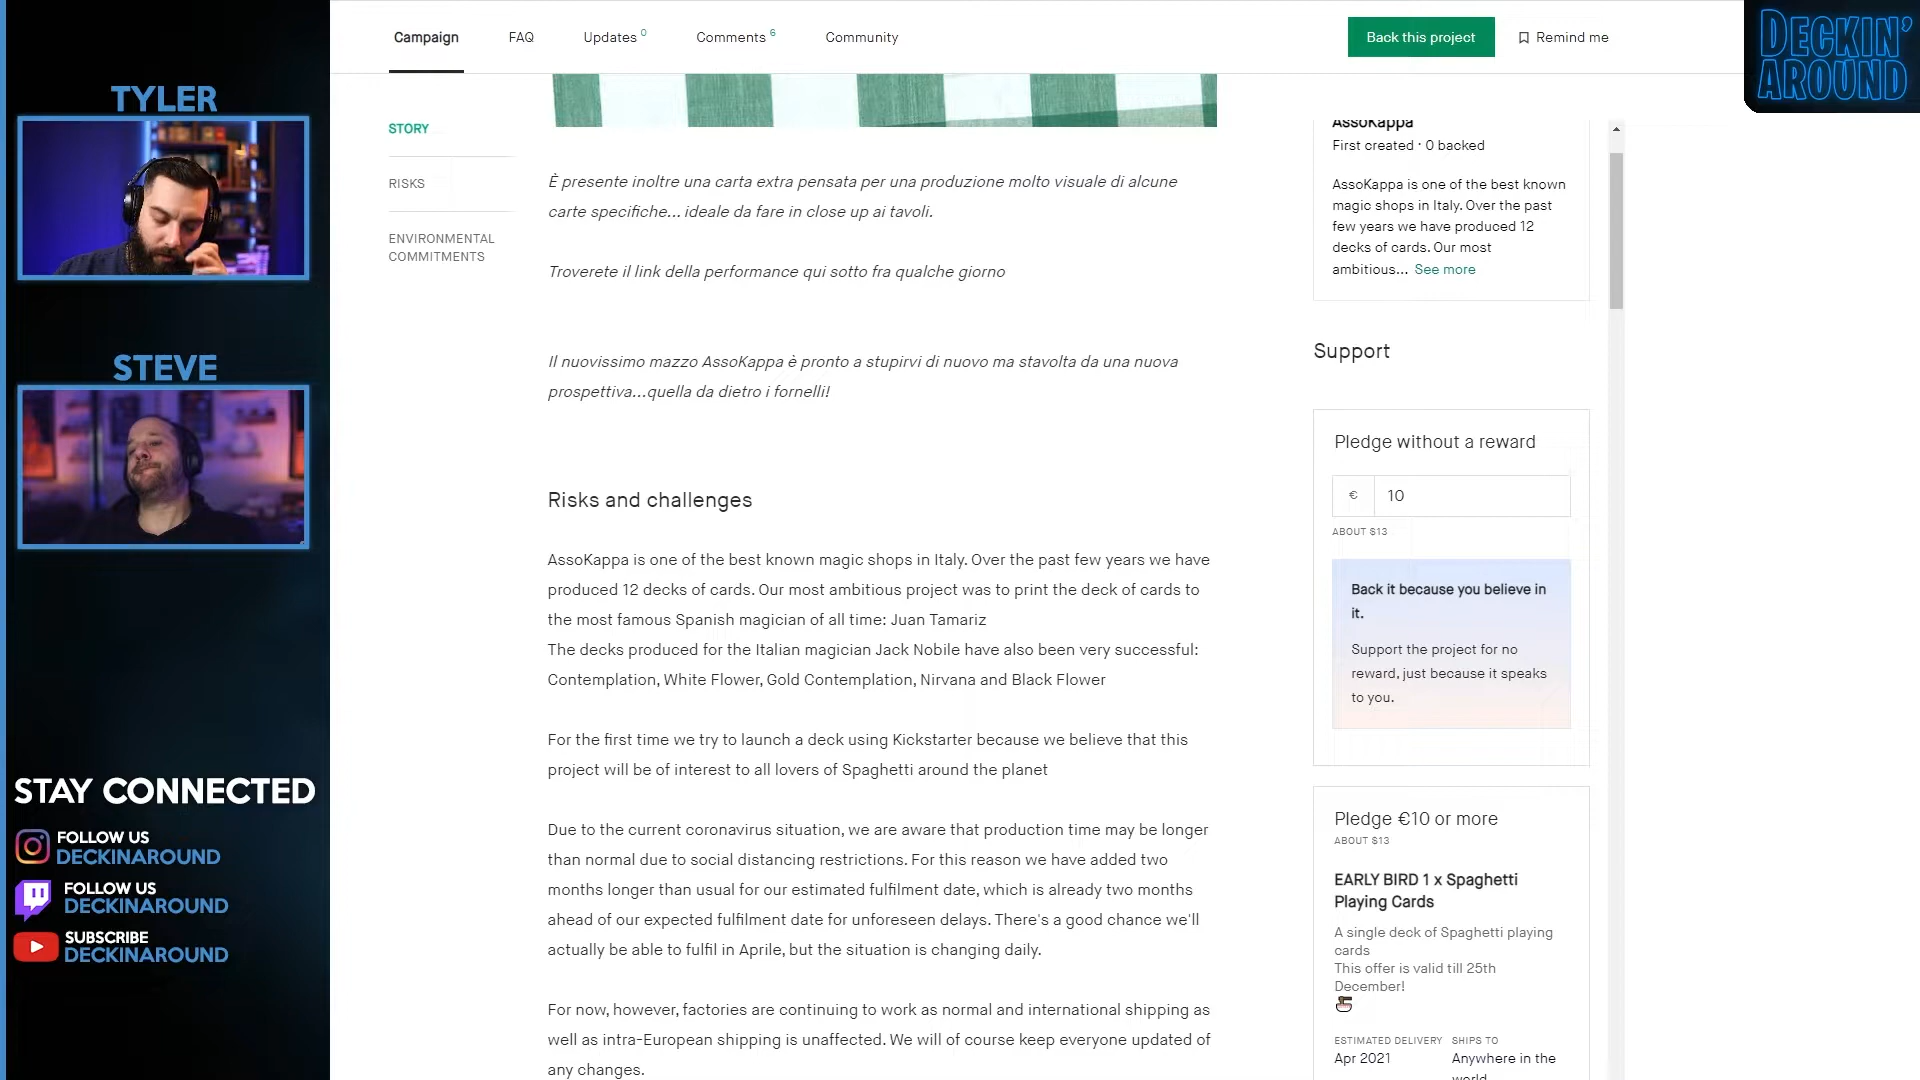 TYLER
STEVE
STAY CONNECTED
FOLLOW US
DECKINAROUND
FOLLOW US
DECKINAROUND
SUBSCRIBE
DECKINAROUND
Campaign
FAQ
Updates 0
Comments 6
Community
Back this project
Remind me
DECKIN'
AROUND
STORY
RISKS
ENVIRONMENTAL
COMMITMENTS
È presente inoltre una carta extra pensata per una produzione molto visuale di alcune
carte specifiche... ideale da fare in close up ai tavoli.
Troverete il link della performance qui sotto fra qualche giorno
Il nuovissimo mazzo AssoKappa è pronto a stupirvi di nuovo ma stavolta da una nuova
prospettiva...quella da dietro i fornelli!
Risks and challenges
AssoKappa is one of the best known magic shops in Italy. Over the past few years we have
produced 12 decks of cards. Our most ambitious project was to print the deck of cards to
the most famous Spanish magician of all time: Juan Tamariz
The decks produced for the Italian magician Jack Nobile have also been very successful:
Contemplation, White Flower, Gold Contemplation, Nirvana and Black Flower
For the first time we try to launch a deck using Kickstarter because we believe that this
project will be of interest to all lovers of Spaghetti around the planet
Due to the current coronavirus situation, we are aware that production time may be longer
than normal due to social distancing restrictions. For this reason we have added two
months longer than usual for our estimated fulfilment date, which is already two months
ahead of our expected fulfilment date for unforeseen delays. There's a good chance we'll
actually be able to fulfil in Aprile, but the situation is changing daily.
For now, however, factories are continuing to work as normal and international shipping as
well as intra-European shipping is unaffected. We will of course keep everyone updated of
any changes.
AssoKappa
First created · 0 backed
AssoKappa is one of the best known
magic shops in Italy. Over the past
few years we have produced 12
decks of cards. Our most
ambitious... See more
Support
Pledge without a reward
€ 10
ABOUT $13
Back it because you believe in
it.
Support the project for no
reward, just because it speaks
to you.
Pledge €10 or more
ABOUT $13
EARLY BIRD 1 x Spaghetti
Playing Cards
A single deck of Spaghetti playing
cards
This offer is valid till 25th
December!
ESTIMATED DELIVERY SHIPS TO
Apr 2021 Anywhere in the
world